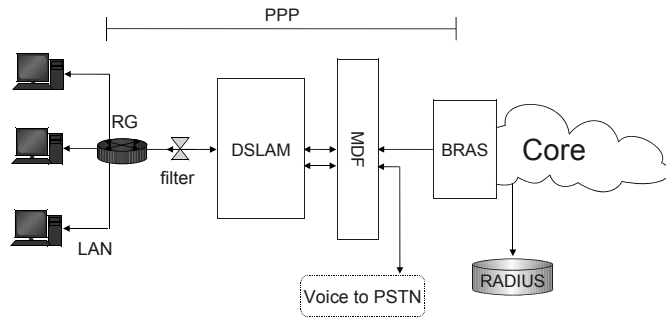 PPP
RG
filter
LAN
DSLAM
MDF
BRAS
Core
Voice to PSTN
RADIUS